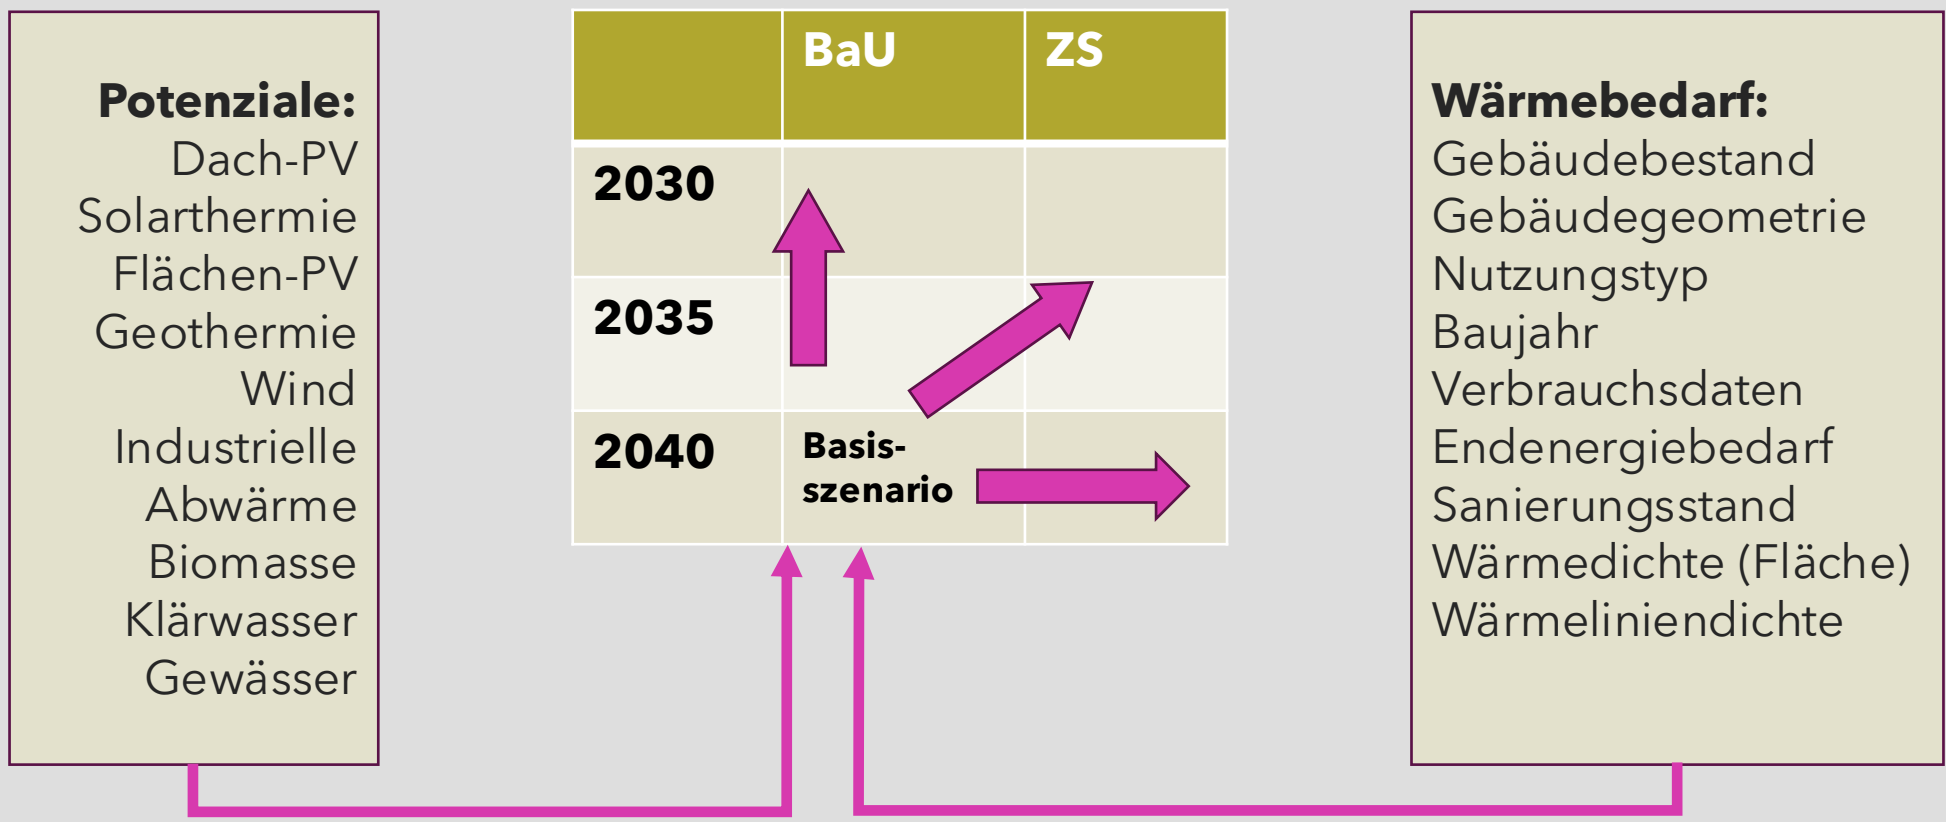 Potenziale:
Dach-PV
Solarthermie
Flächen-PV
Geothermie
Wind
Industrielle
Abwärme
Biomasse
Klärwasser
Gewässer
BaU
ZS
2030
2035
2040
Basis-
szenario
Wärmebedarf:
Gebäudebestand
Gebäudegeometrie
Nutzungstyp
Baujahr
Verbrauchsdaten
Endenergiebedarf
Sanierungsstand
Wärmedichte (Fläche)
Wärmeliniendichte